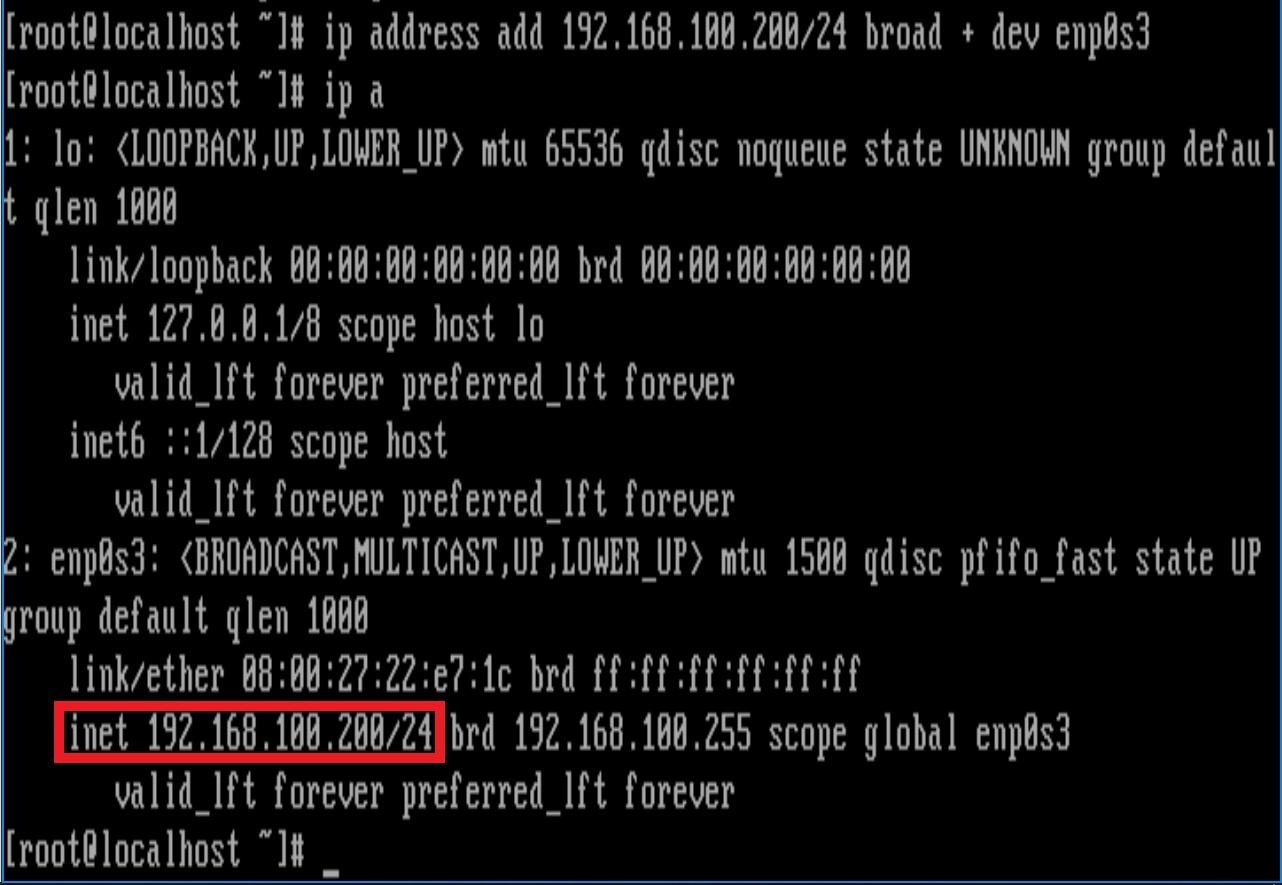 [root@localhost ~]# ip address add 192.168.100.200/24 broad + dev enp0s3
[root@localhost ~]# ip a
1: lo: <LOOPBACK,UP,LOWER_UP> mtu 65536 qdisc noqueue state UNKNOWN group defaul
t qlen 1000
    link/loopback 00:00:00:00:00:00 brd 00:00:00:00:00:00
    inet 127.0.0.1/8 scope host lo
       valid_lft forever preferred_lft forever
    inet6 ::1/128 scope host
       valid_lft forever preferred_lft forever
2: enp0s3: <BROADCAST,MULTICAST,UP,LOWER_UP> mtu 1500 qdisc pfifo_fast state UP
group default qlen 1000
    link/ether 08:00:27:22:e7:1c brd ff:ff:ff:ff:ff:ff
    inet 192.168.100.200/24 brd 192.168.100.255 scope global enp0s3
       valid_lft forever preferred_lft forever
[root@localhost ~]# _